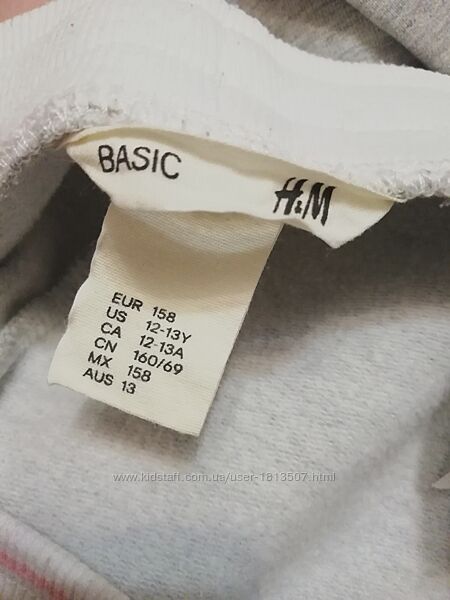 BASIC
H&M
EUR 158
US 12-13Y
CA 12-13A
CN 160/69
MX 158
AUS 13
www.kidstaff.com.ua/user-1813507.html